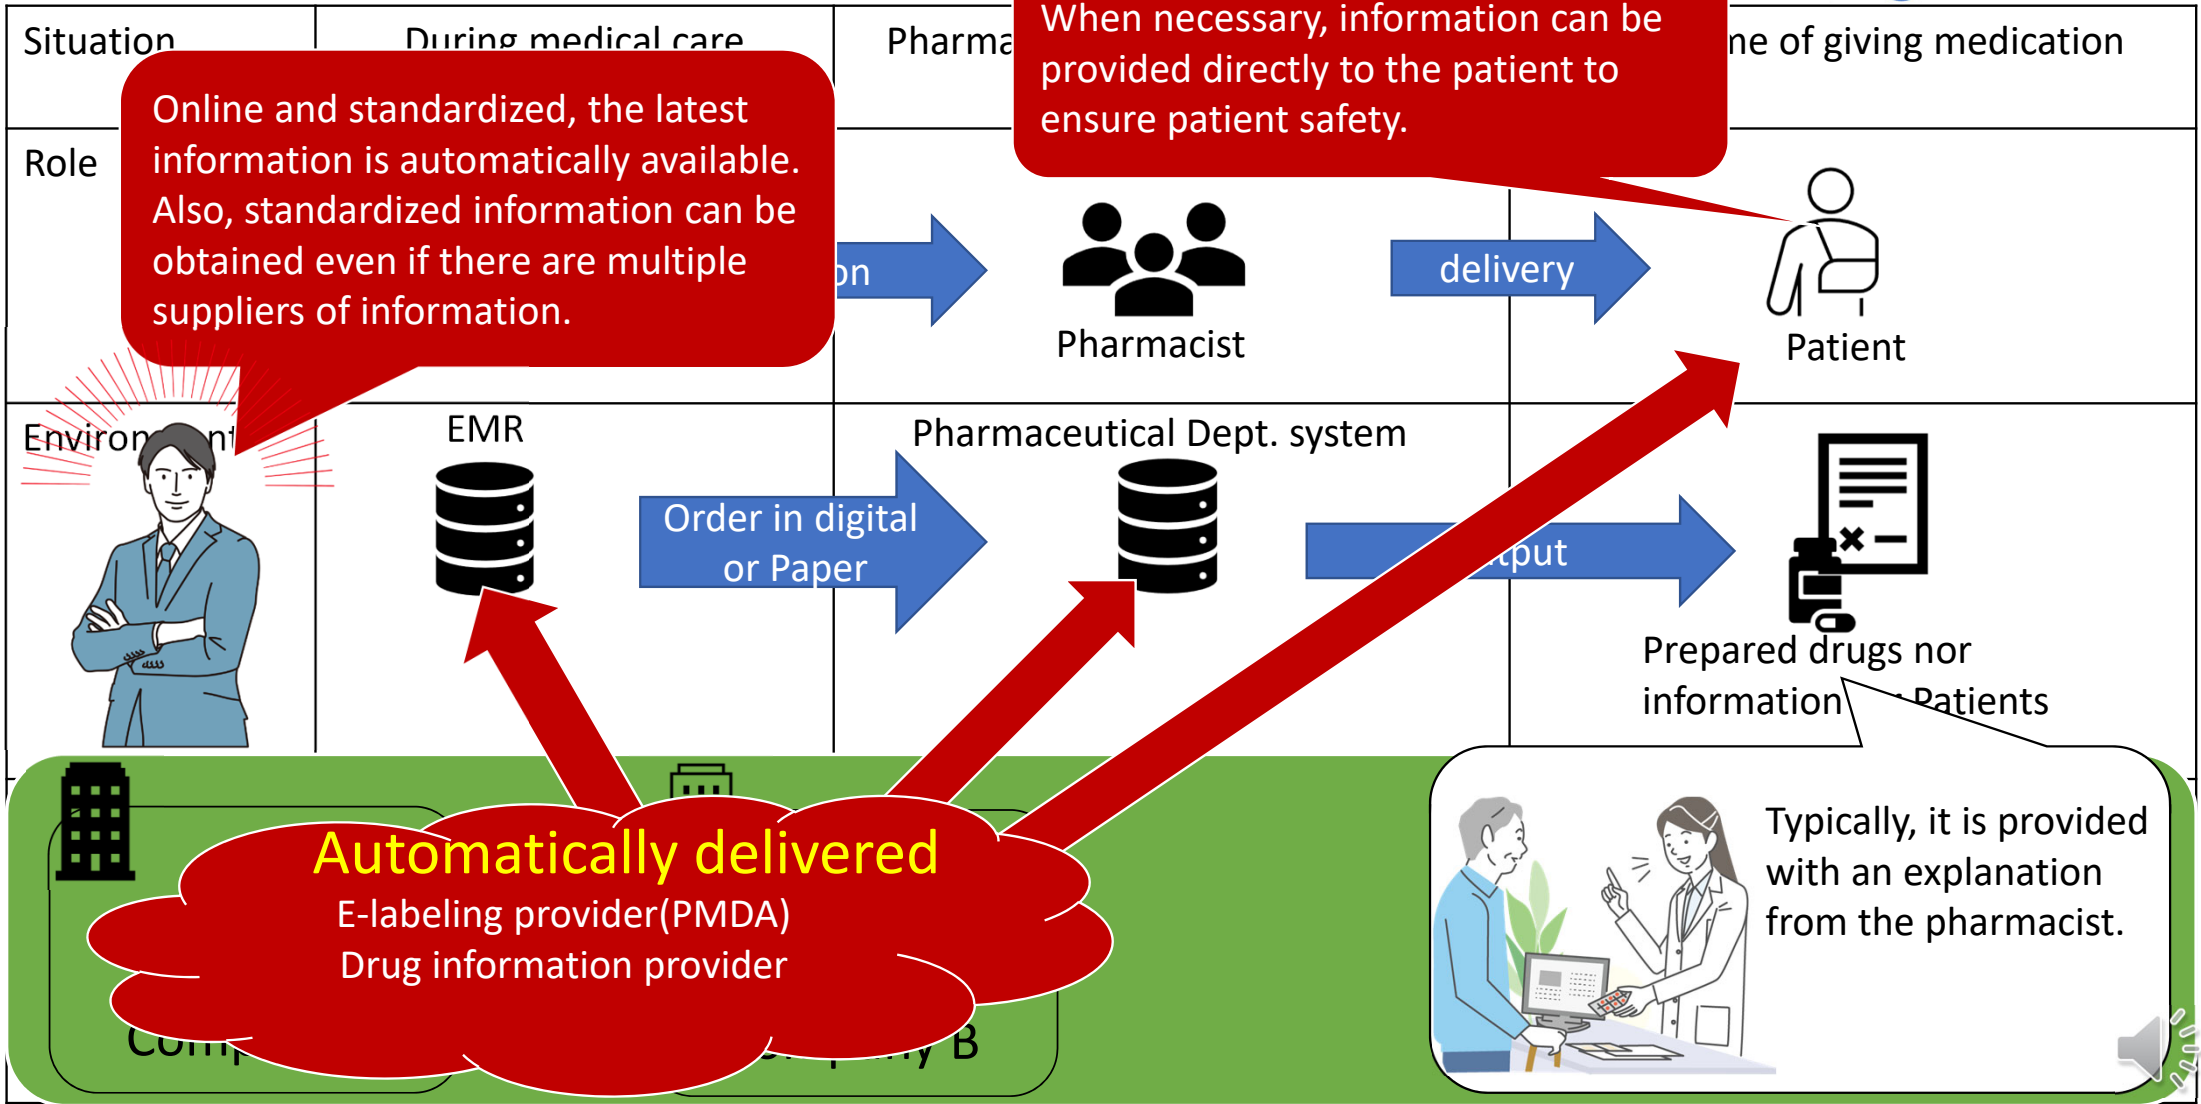 Situation
During medical care
When necessary, information can be
provided directly to the patient to
ensure patient safety.
of giving medication
Online and standardized, the latest
information is automatically available.
Also, standardized information can be
obtained even if there are multiple
suppliers of information.
Role
Pharmacist
delivery
Patient
EMR
Order in digital
or Paper
Pharmaceutical Dept. system
Prepared drugs nor
information Patients
Automatically delivered
E-labeling provider(PMDA)
Drug information provider
B
Typically, it is provided
with an explanation
from the pharmacist.